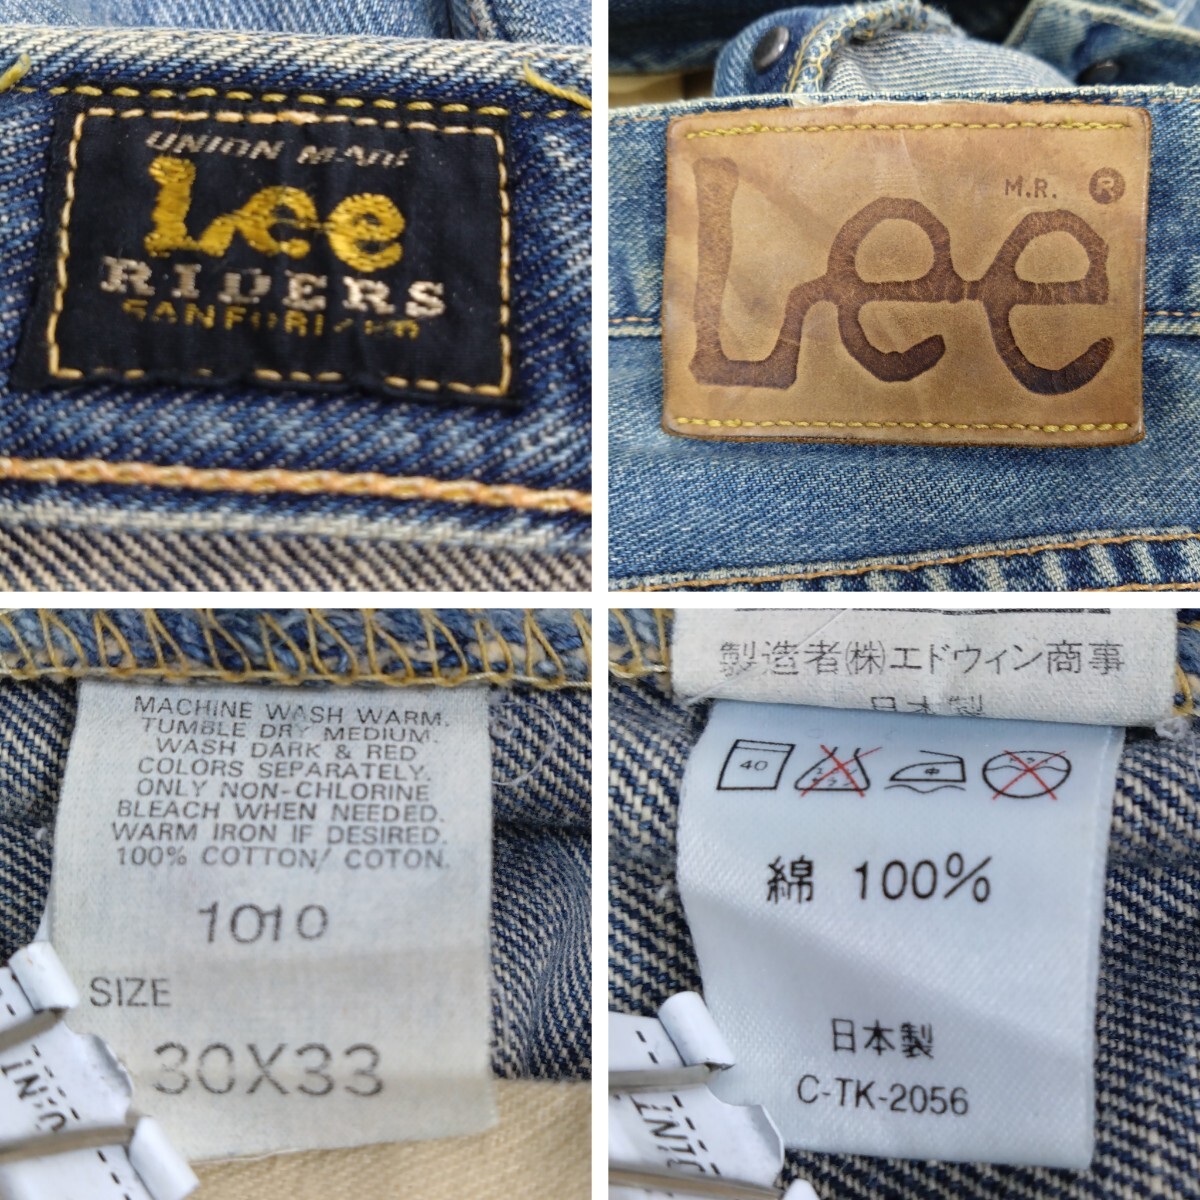 UNION MADE
Lee
RIDERS
SANFORIZED
M.R. ®
Lee
MACHINE WASH WARM.
TUMBLE DRY MEDIUM.
WASH DARK & RED
COLORS SEPARATELY.
ONLY NON-CHLORINE
BLEACH WHEN NEEDED.
WARM IRON IF DESIRED.
100% COTTON/ COTON.
1010
SIZE
30X33
製造者㈱エドウィン商事
日本製
40
中
綿 100%
日本製
C-TK-2056